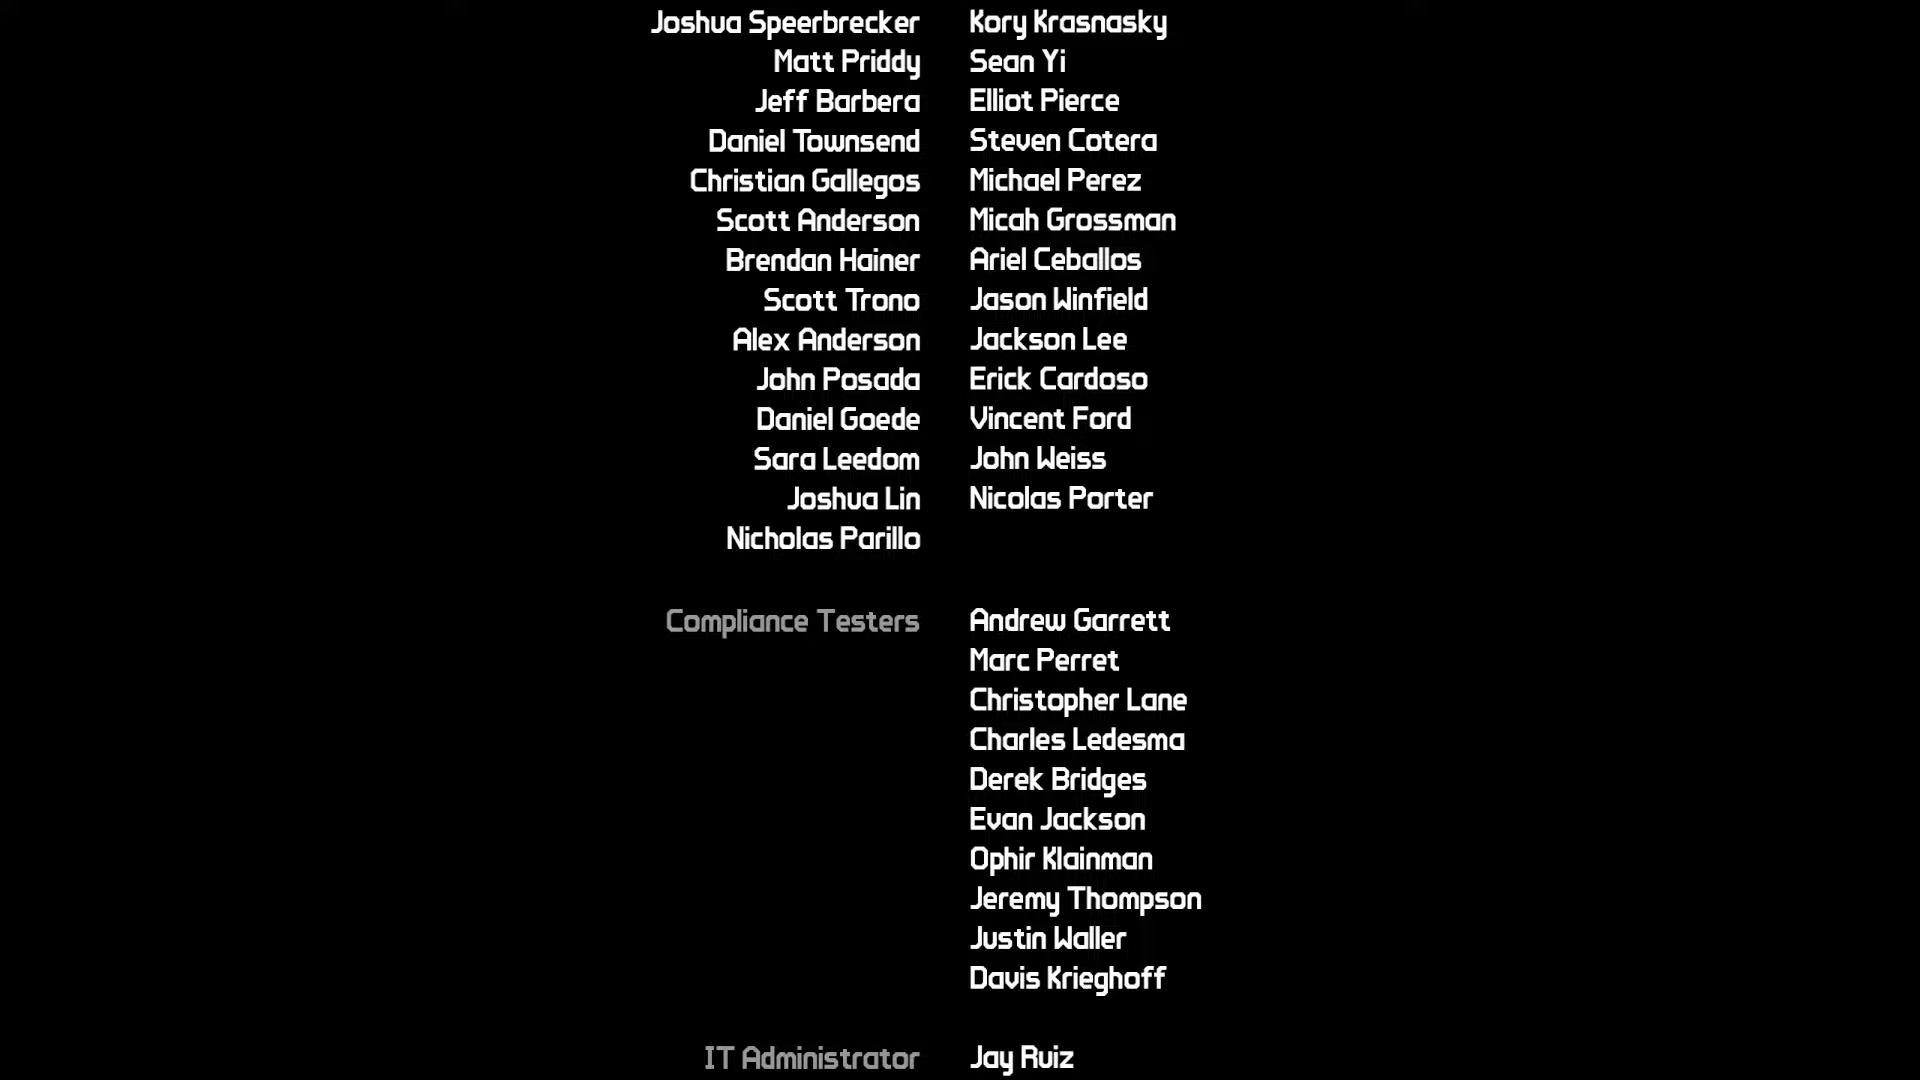 Joshua Speerbrecker Kory Krasnasky
Matt Priddy Sean Yi
Jeff Barbera Elliot Pierce
Daniel Townsend Steven Cotera
Christian Gallegos Michael Perez
Scott Anderson Micah Grossman
Brendan Hainer Ariel Ceballos
Scott Trono Jason Winfield
Alex Anderson Jackson Lee
John Posada Erick Cardoso
Daniel Goede Vincent Ford
Sara Leedom John Weiss
Joshua Lin Nicolas Porter
Nicholas Parillo
Compliance Testers Andrew Garrett
Marc Perret
Christopher Lane
Charles Ledesma
Derek Bridges
Evan Jackson
Ophir Klainman
Jeremy Thompson
Justin Waller
Davis Krieghoff
IT Administrator Jay Ruiz